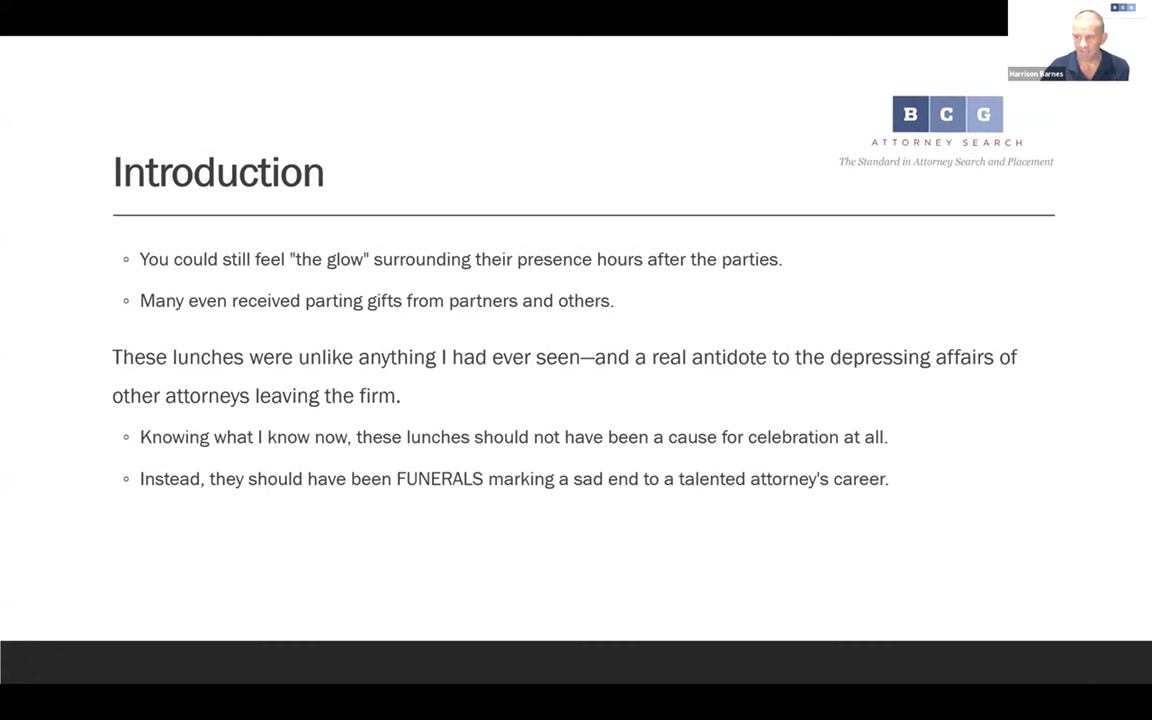 B C G
Harrison Barnes
B C G
ATTORNEY SEARCH
The Standard in Attorney Search and Placement
Introduction
You could still feel "the glow" surrounding their presence hours after the parties.
Many even received parting gifts from partners and others.
These lunches were unlike anything I had ever seen—and a real antidote to the depressing affairs of
other attorneys leaving the firm.
Knowing what I know now, these lunches should not have been a cause for celebration at all.
Instead, they should have been FUNERALS marking a sad end to a talented attorney's career.